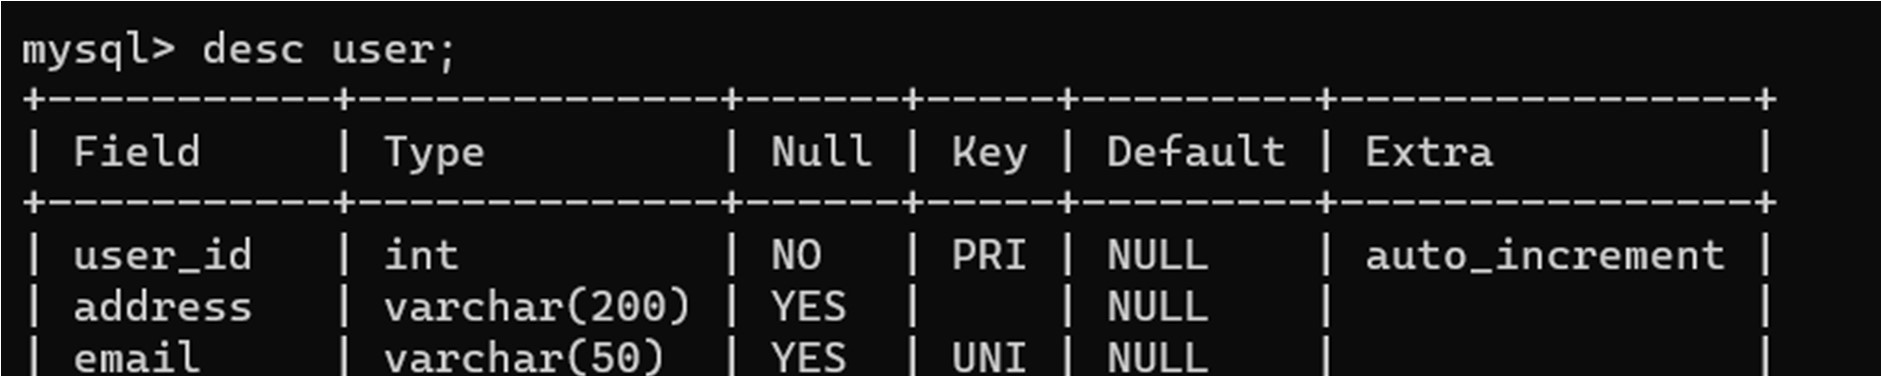 mysql> desc user;
+-----------+--------------+------+-----+---------+----------------+
| Field     | Type         | Null | Key | Default | Extra          |
+-----------+--------------+------+-----+---------+----------------+
| user_id   | int          | NO   | PRI | NULL    | auto_increment |
| address   | varchar(200) | YES  |     | NULL    |                |
| email     | varchar(50)  | YES  | UNI | NULL    |                |